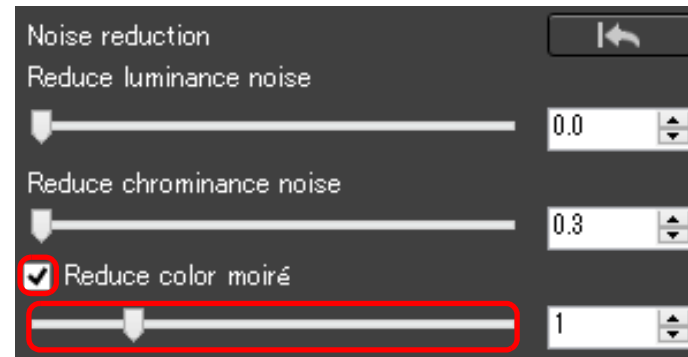 Noise reduction
Reduce luminance noise
0.0
Reduce chrominance noise
0.3
Reduce color moiré
1